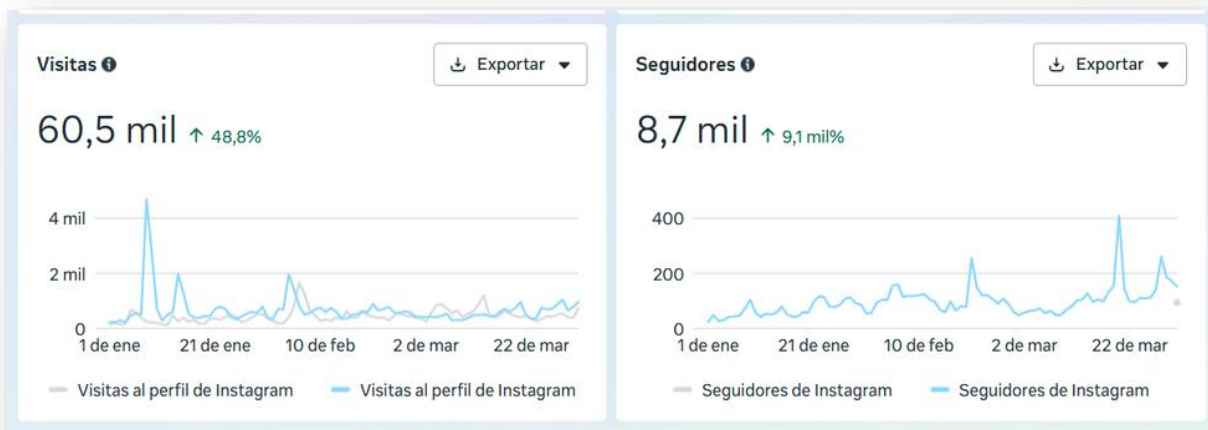 Visitas
Exportar
60,5 mil ↑ 48,8%
4 mil
2 mil
0
1 de ene
21 de ene
10 de feb
2 de mar
22 de mar
Visitas al perfil de Instagram
Visitas al perfil de Instagram
Seguidores
Exportar
8,7 mil ↑ 9,1 mil%
400
200
0
1 de ene
21 de ene
10 de feb
2 de mar
22 de mar
Seguidores de Instagram
Seguidores de Instagram